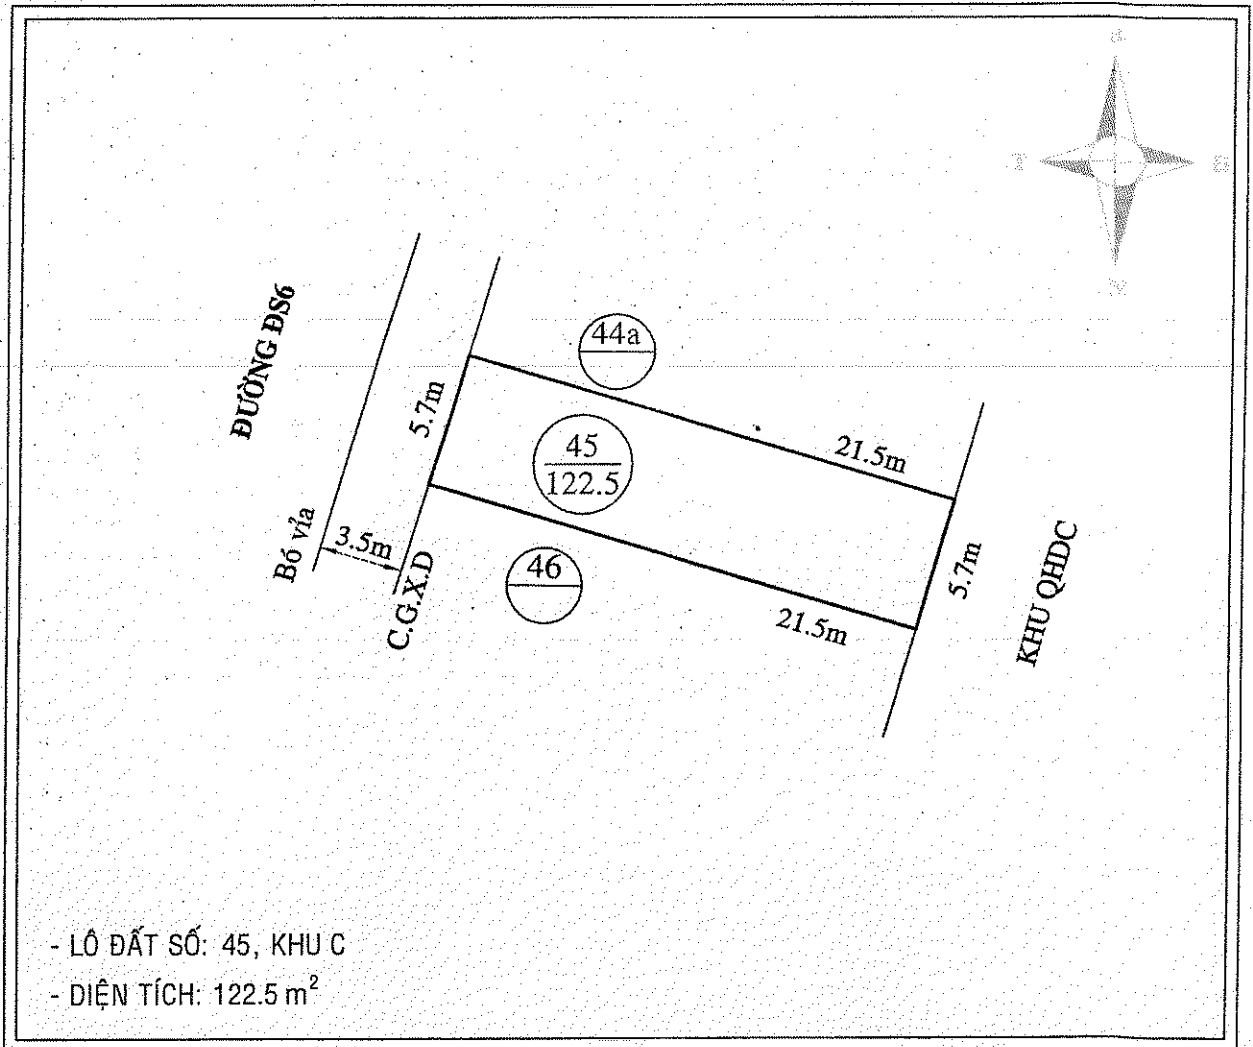 T
Đ
ĐƯỜNG ĐS6
44a
5.7m
45
122.5
21.5m
Bó vỉa
3.5m
C.G.X.D
46
21.5m
5.7m
KHU QHDC
- LÔ ĐẤT SỐ: 45, KHU C
- DIỆN TÍCH: 122.5 m²